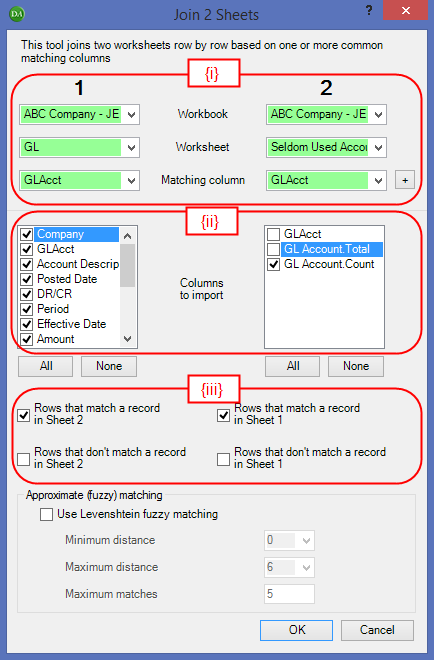 DA Join 2 Sheets ? X
This tool joins two worksheets row by row based on one or more common
matching columns
{i}
1 2
ABC Company - JE Workbook ABC Company - JE
GL Worksheet Seldom Used Accou
GLAcct Matching column GLAcct +
{ii}
Company GLAcct
GLAcct GL Account.Total
Account Descrip GL Account.Count
Posted Date
Columns
to import
DR/CR
Period
Effective Date
Amount
All None All None
{iii}
Rows that match a record
in Sheet 2
Rows that match a record
in Sheet 1
Rows that don't match a record
in Sheet 2
Rows that don't match a record
in Sheet 1
Approximate (fuzzy) matching
Use Levenshtein fuzzy matching
Minimum distance 0
Maximum distance 6
Maximum matches 5
OK Cancel